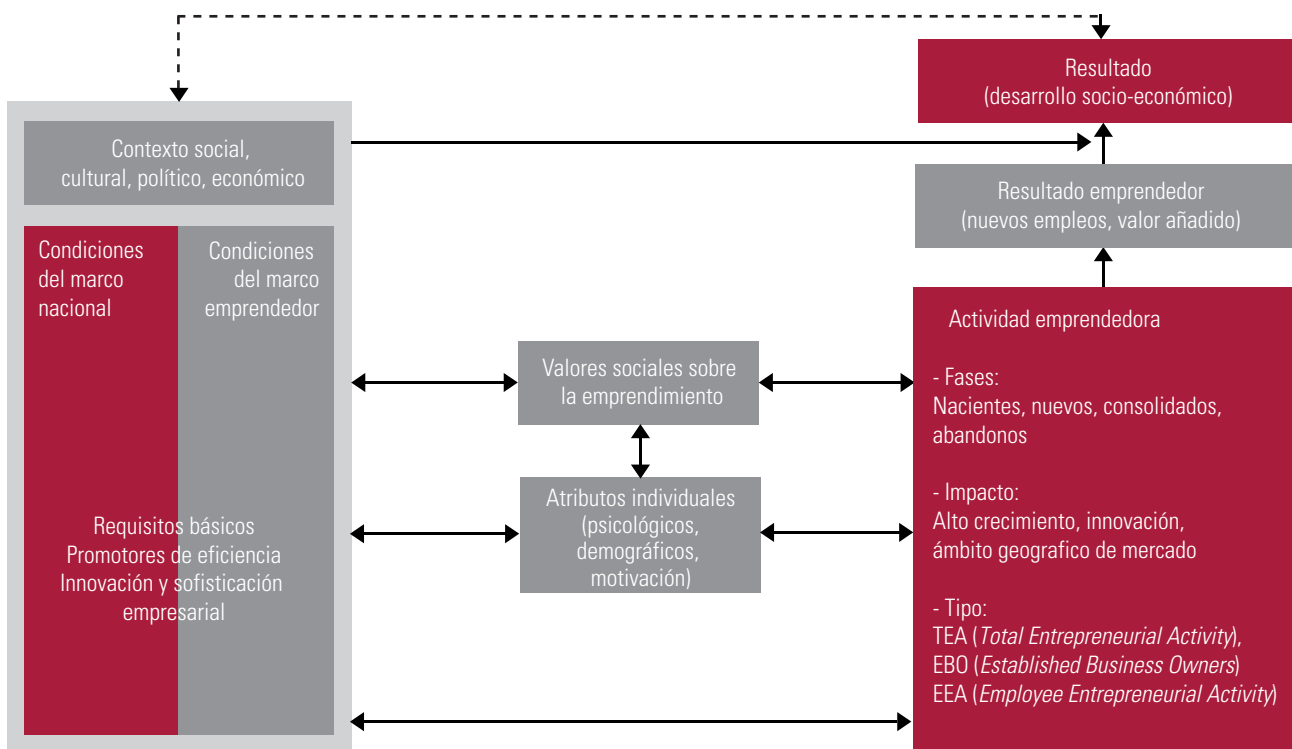 Resultado
(desarrollo socio-económico)
Contexto social,
cultural, político, económico
Resultado emprendedor
(nuevos empleos, valor añadido)
Condiciones
del marco
nacional
Condiciones
del marco
emprendedor
Requisitos básicos
Promotores de eficiencia
Innovación y sofisticación
empresarial
Valores sociales sobre
la emprendimiento
Atributos individuales
(psicológicos,
demográficos,
motivación)
Actividad emprendedora
- Fases:
Nacientes, nuevos, consolidados,
abandonos
- Impacto:
Alto crecimiento, innovación,
ámbito geografico de mercado
- Tipo:
TEA (Total Entrepreneurial Activity),
EBO (Established Business Owners)
EEA (Employee Entrepreneurial Activity)